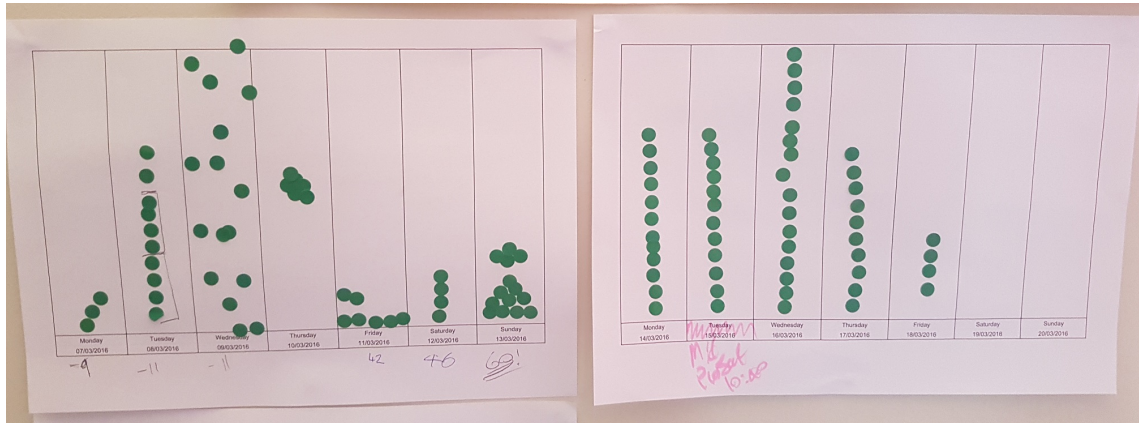 Monday Tuesday Wednesday Thursday Friday Saturday Sunday
07/03/2016 08/03/2016 09/03/2016 10/03/2016 11/03/2016 12/03/2016 13/03/2016
-9 -11 -11 42 46 60!
Monday Tuesday Wednesday Thursday Friday Saturday Sunday
14/03/2016 15/03/2016 16/03/2016 17/03/2016 18/03/2016 19/03/2016 20/03/2016